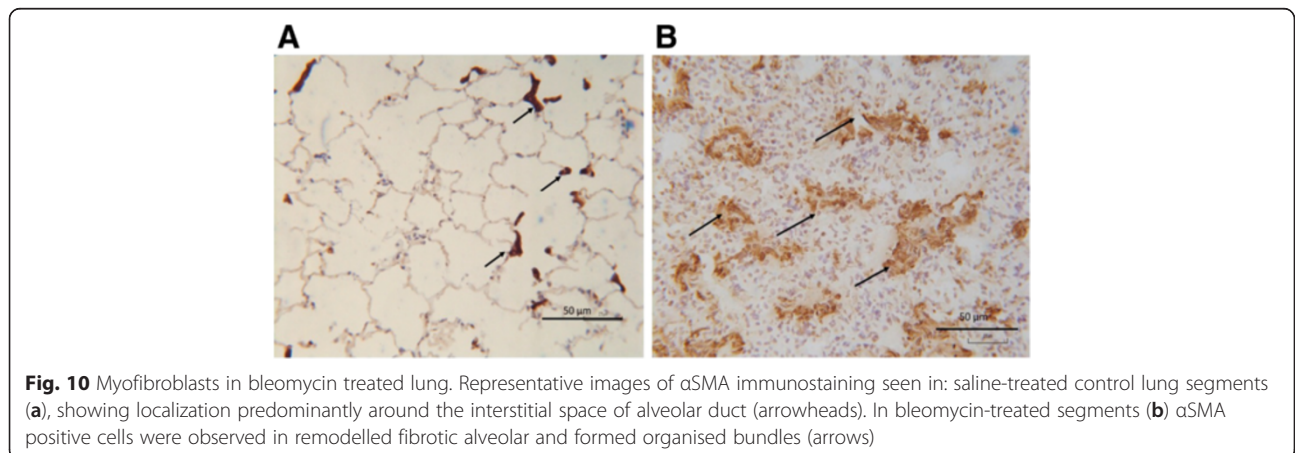 A B
50 µm 50 µm
Fig. 10 Myofibroblasts in bleomycin treated lung. Representative images of αSMA immunostaining seen in: saline-treated control lung segments
(a), showing localization predominantly around the interstitial space of alveolar duct (arrowheads). In bleomycin-treated segments (b) αSMA
positive cells were observed in remodelled fibrotic alveolar and formed organised bundles (arrows)